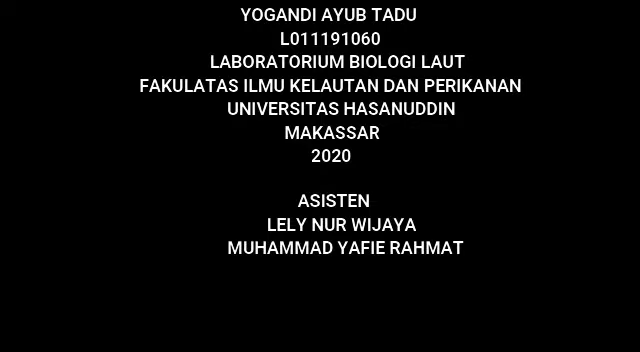 YOGANDI AYUB TADU
L011191060
LABORATORIUM BIOLOGI LAUT
FAKULATAS ILMU KELAUTAN DAN PERIKANAN
UNIVERSITAS HASANUDDIN
MAKASSAR
2020
ASISTEN
LELY NUR WIJAYA
MUHAMMAD YAFIE RAHMAT